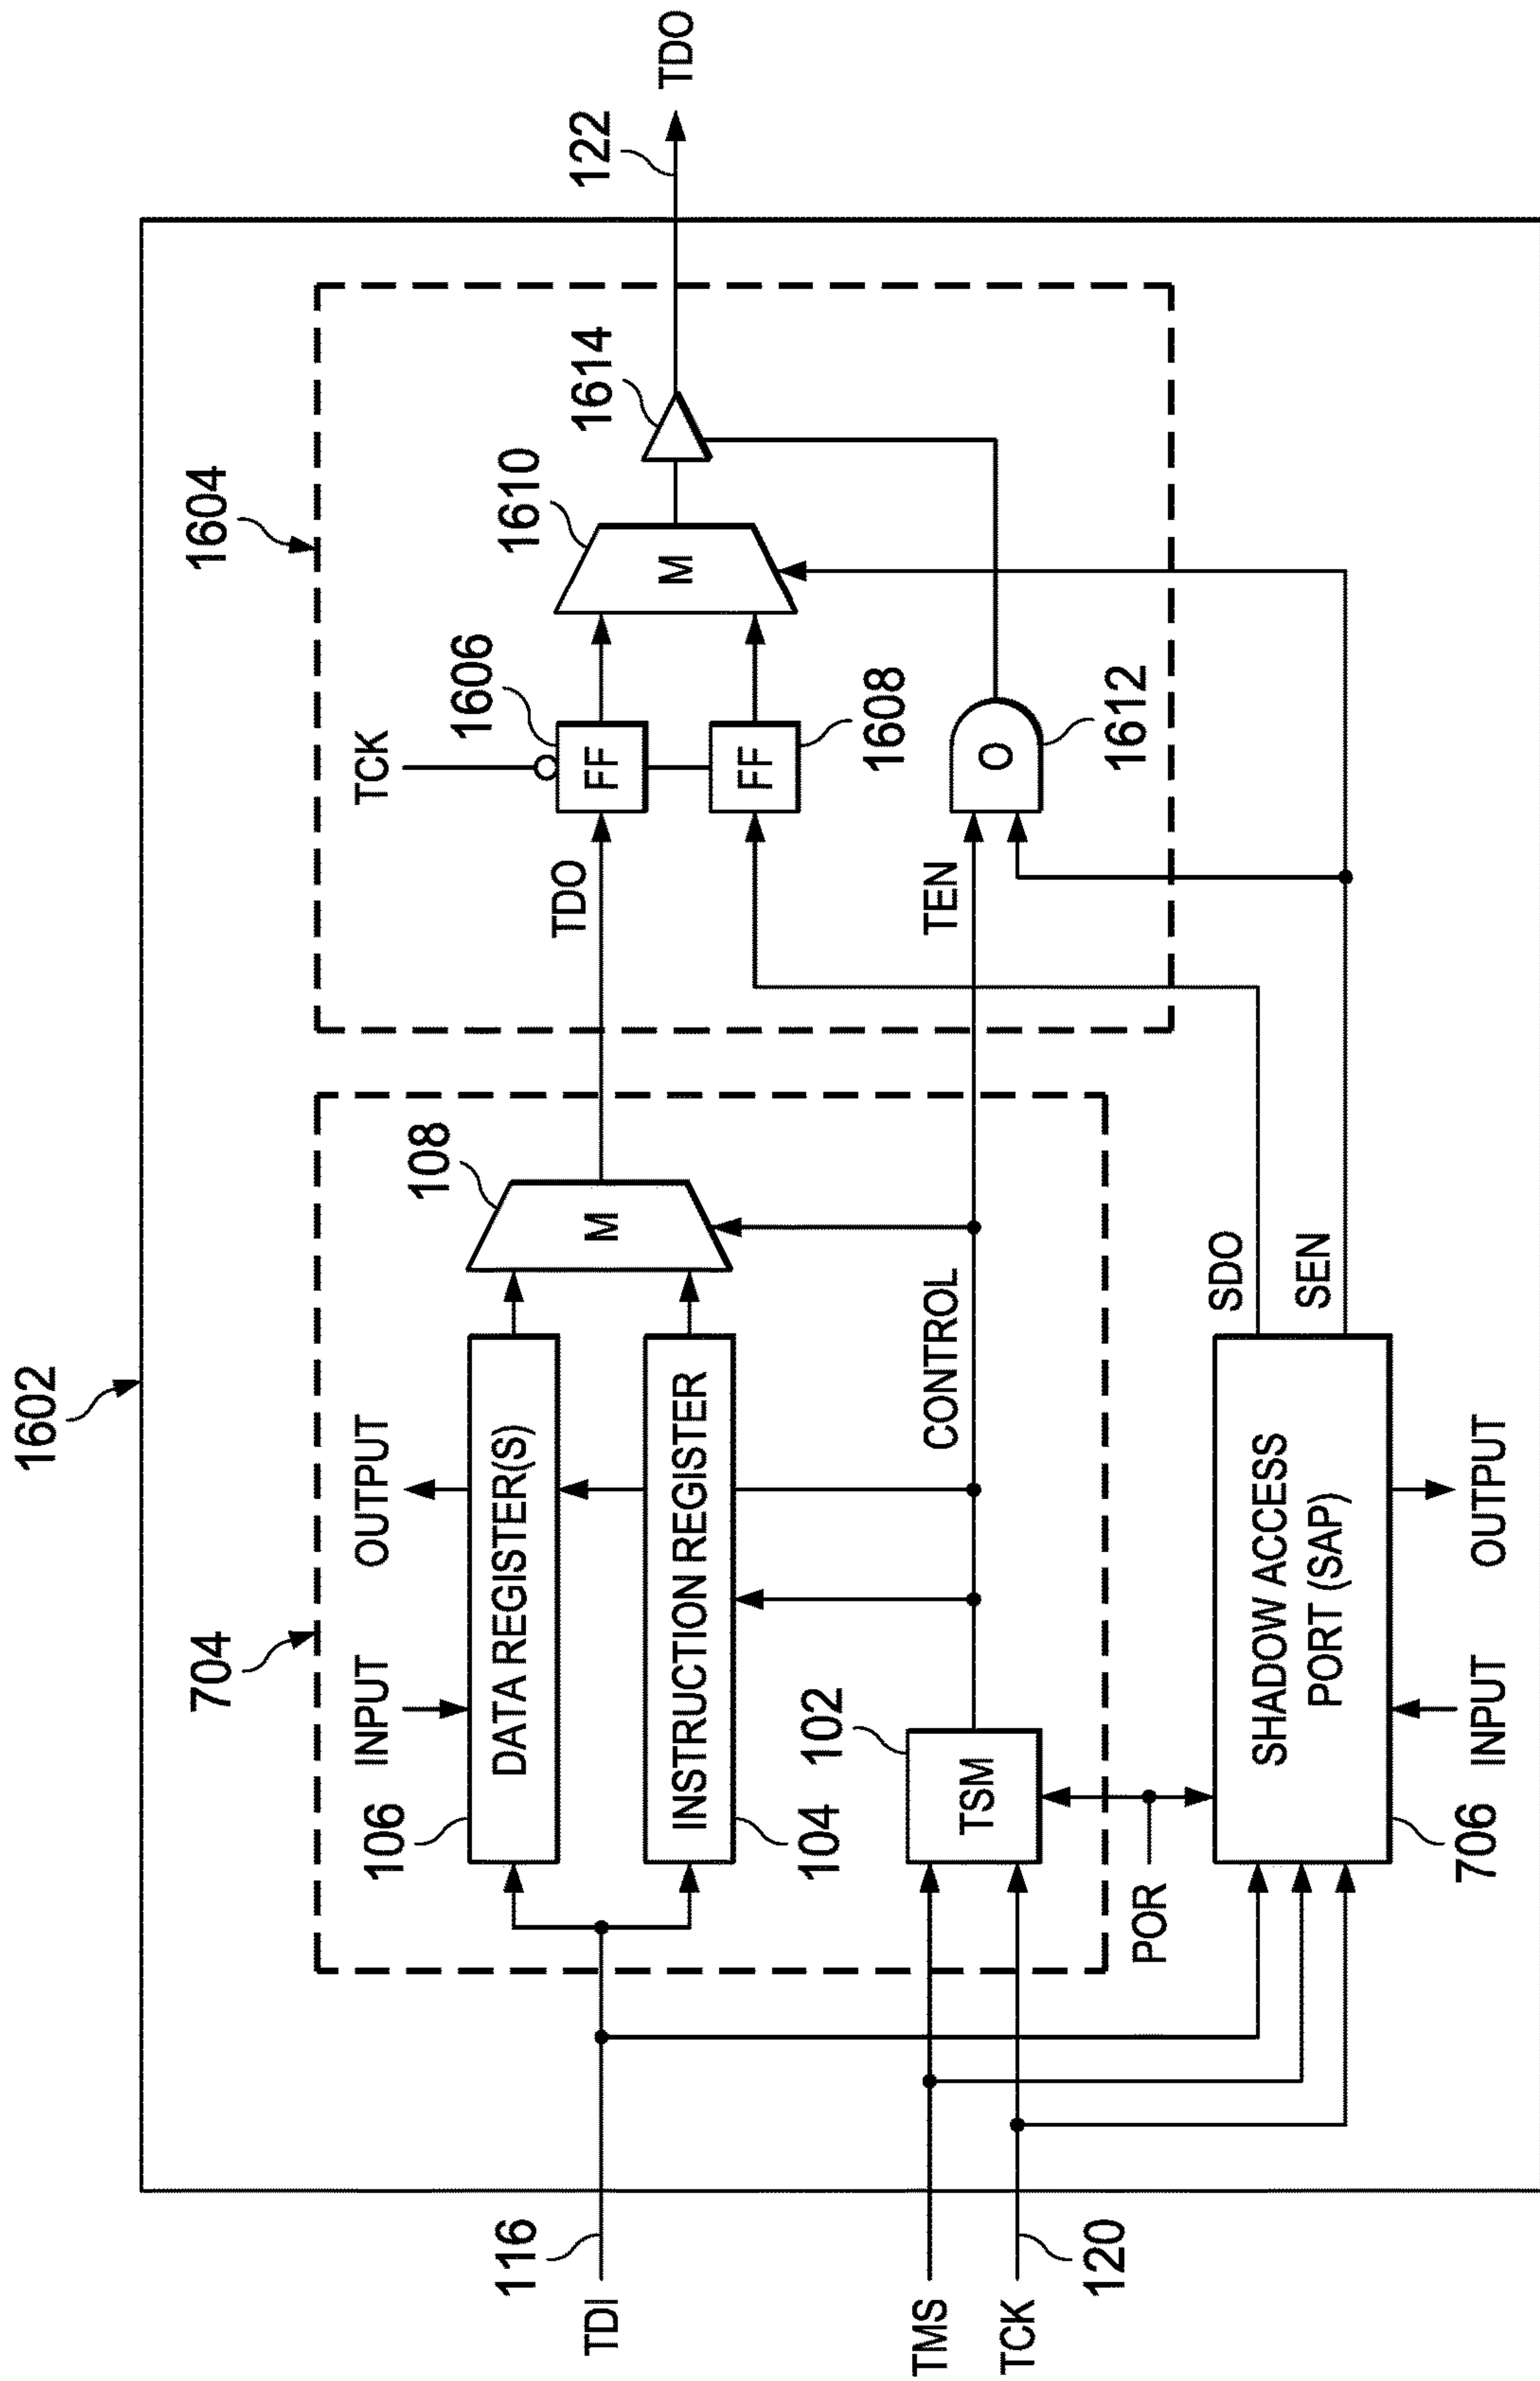 1602
704
1604
INPUT
OUTPUT
TCK
106
DATA REGISTER(S)
108
M
1606
FF
1610
M
1614
122
TDO
116
TDI
INSTRUCTION REGISTER
104
TDO
FF
1608
102
TSM
CONTROL
TEN
O
1612
TMS
TCK
120
POR
SHADOW ACCESS
PORT (SAP)
SDO
SEN
706
INPUT
OUTPUT